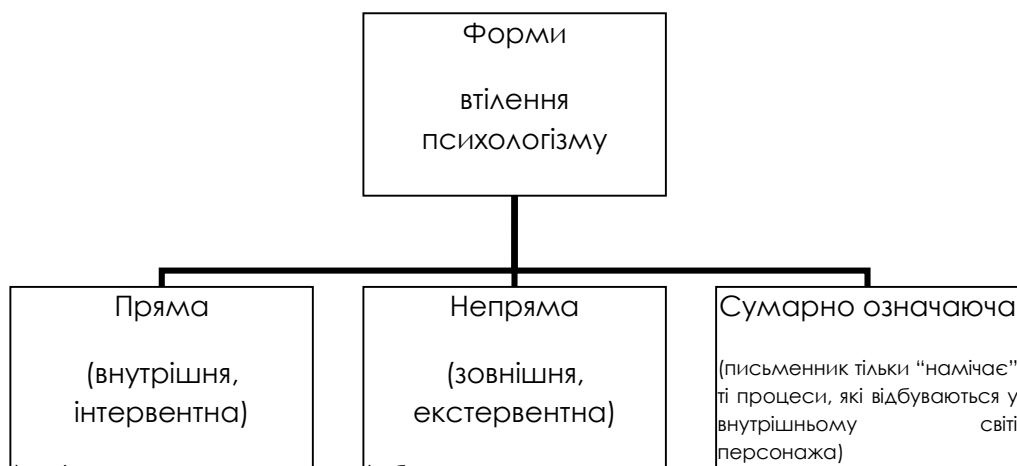 Форми
втілення
психологізму
Пряма
(внутрішня,
інтервентна)
Непряма
(зовнішня,
екстервентна)
Сумарно означаюча
(письменник тільки “намічає”
ті процеси, які відбуваються у
внутрішньому світі
персонажа)